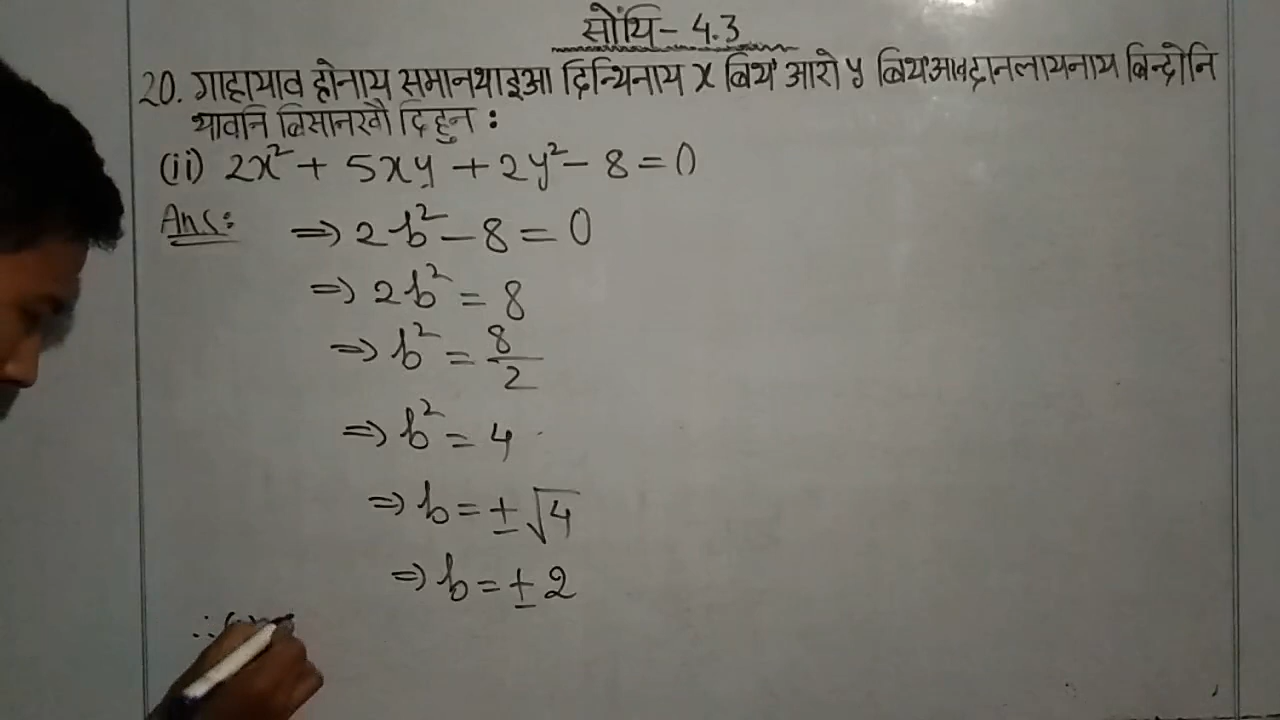 सोंथि- 4.3
20. गाहायाव होनाय समानथाइआ दिन्थिनाय x बिथिं आरो y बिथिंआव ट्रानलायनाय बिन्दोनि
थावनि बिसानखौ दिहुन :
(ii) 2x² + 5xy + 2y² - 8 = 0
Ans: ⇒ 2b² - 8 = 0
⇒ 2b² = 8
⇒ b² = 8/2
⇒ b² = 4
⇒ b = ± √4
⇒ b = ± 2
∴